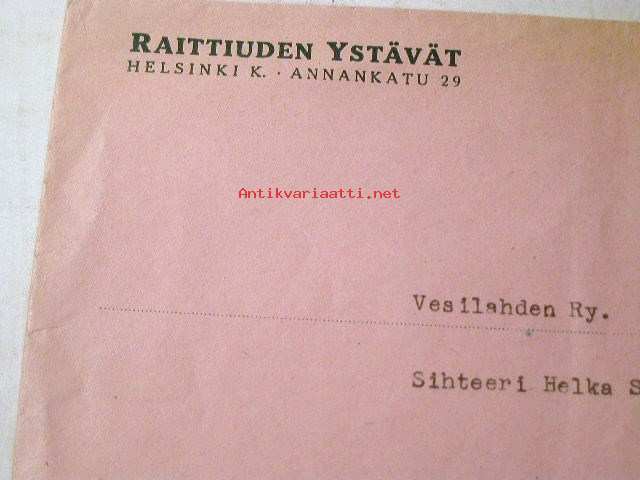 RAITTIUDEN YSTÄVÄT
HELSINKI K. · ANNANKATU 29
Antikvariaatti.net
Vesilahden Ry.
Sihteeri Helka S